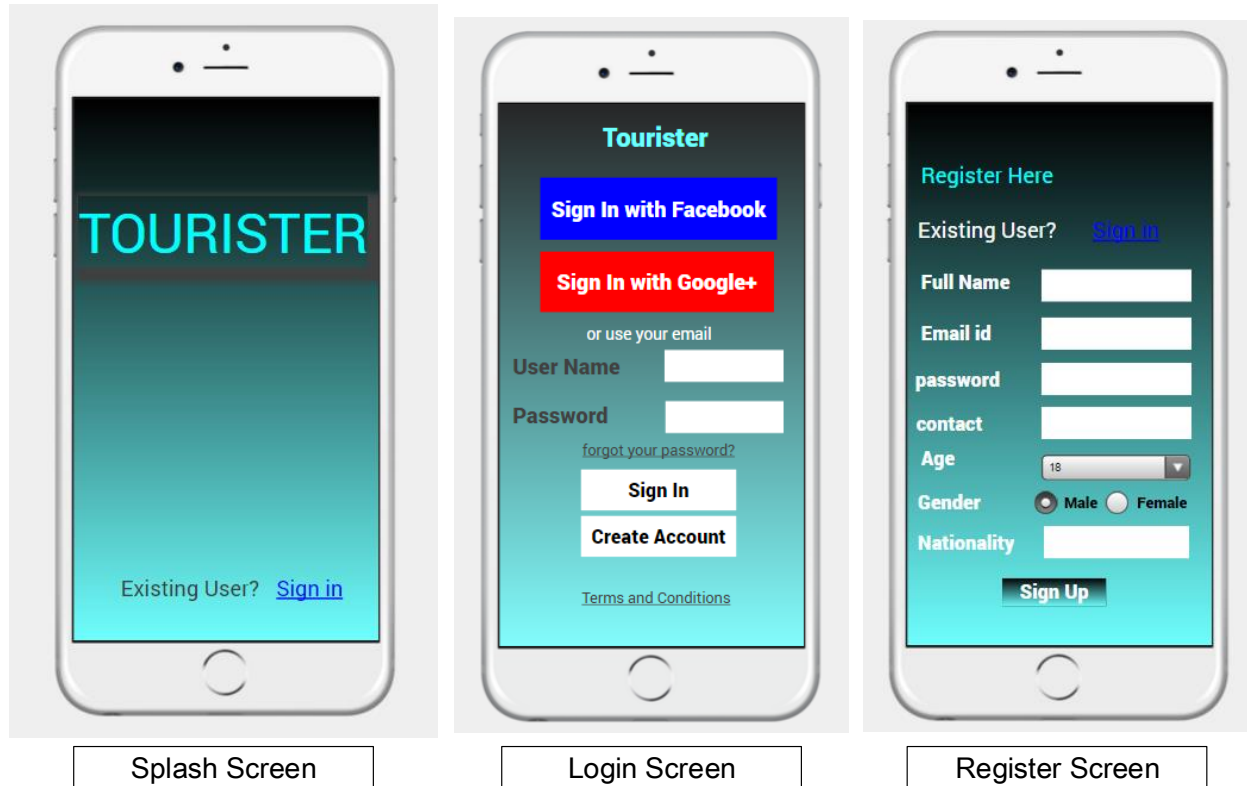 TOURISTER
Existing User? Sign in
Splash Screen
Tourister
Sign In with Facebook
Sign In with Google+
or use your email
User Name
Password
forgot your password?
Sign In
Create Account
Terms and Conditions
Login Screen
Register Here
Existing User? Sign in
Full Name
Email id
password
contact
Age 18
Gender Male Female
Nationality
Sign Up
Register Screen